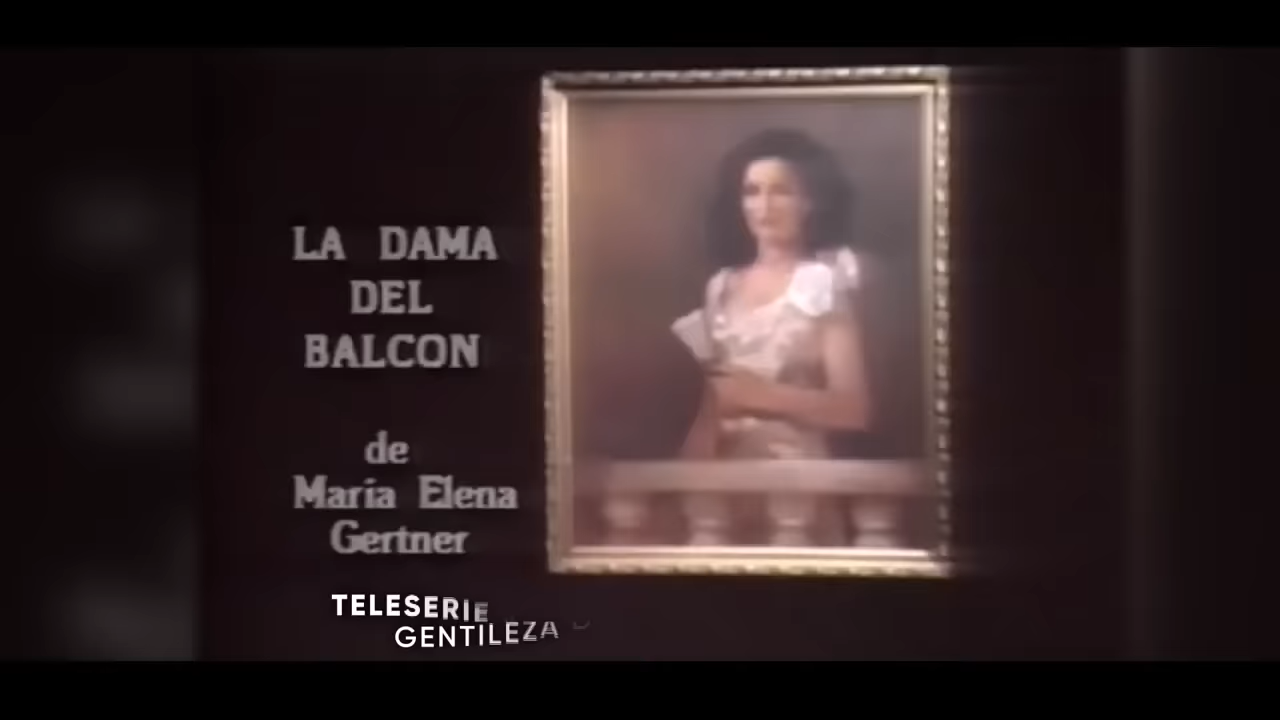 LA DAMA
DEL
BALCON
de
Maria Elena
Gertner
TELESERIE
GENTILEZA D